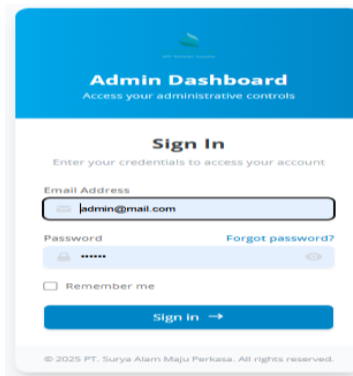 Admin Dashboard
Access your administrative controls
Sign In
Enter your credentials to access your account
Email Address
admin@mail.com
Password Forgot password?
••••••
Remember me
Sign in →
© 2025 PT. Surya Alam Maju Perkasa. All rights reserved.